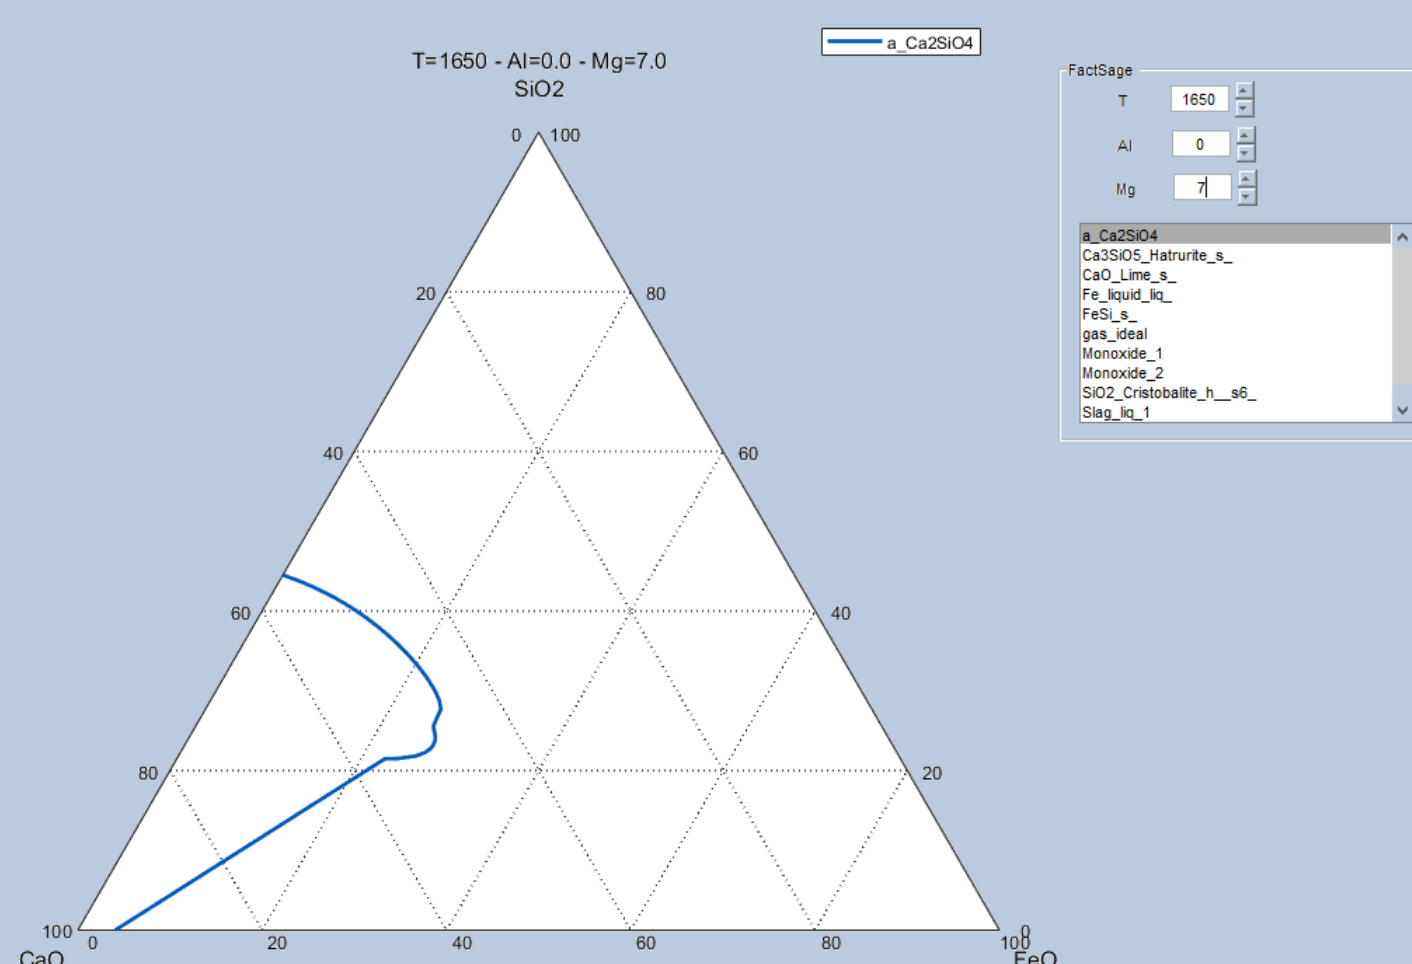 a_Ca2SiO4
T=1650 - Al=0.0 - Mg=7.0
SiO2
0 100
20 80
40 60
60 40
80 20
100 0
0 20 40 60 80 100
CaO FeO
FactSage
T 1650
Al 0
Mg 7
a_Ca2SiO4
Ca3SiO5_Hatrurite_s_
CaO_Lime_s_
Fe_liquid_liq_
FeSi_s_
gas_ideal
Monoxide_1
Monoxide_2
SiO2_Cristobalite_h__s6_
Slag_liq_1